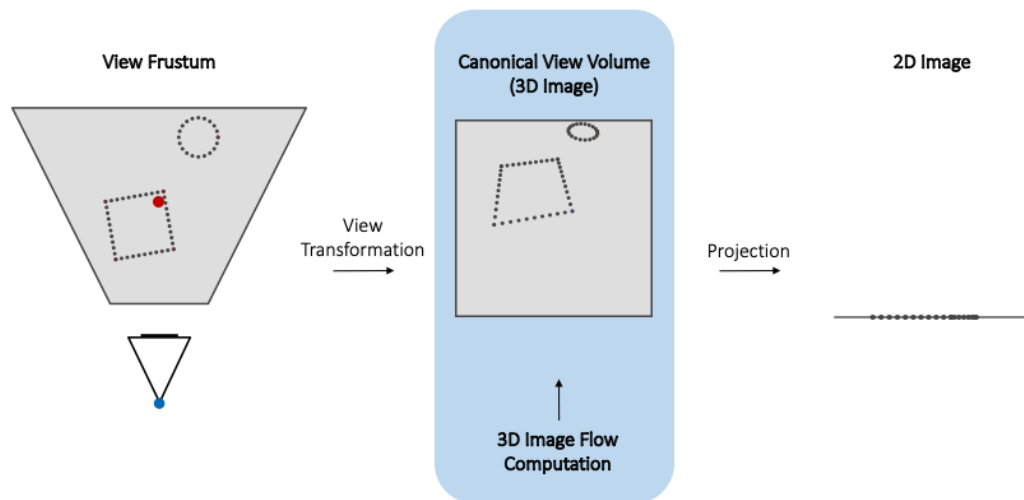 View Frustum
Canonical View Volume
(3D Image)
2D Image
View
Transformation
Projection
3D Image Flow
Computation